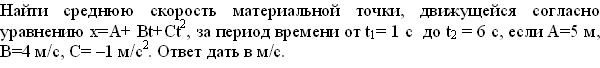 Найти среднюю скорость материальной точки, движущейся согласно
уравнению x=A+ Bt+Ct², за период времени от t₁= 1 с до t₂ = 6 с, если A=5 м,
B=4 м/с, C= –1 м/с². Ответ дать в м/с.